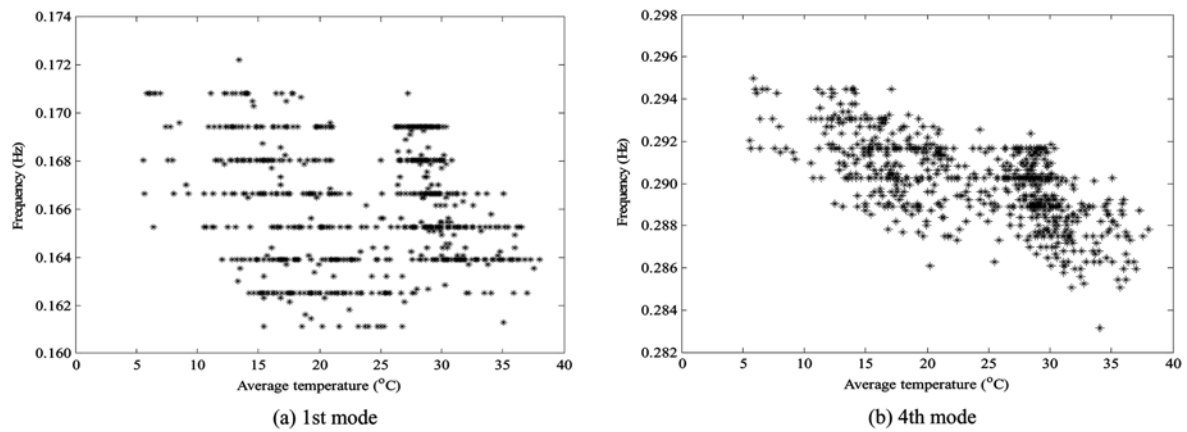 0.174
0.172
0.170
0.168
0.166
0.164
0.162
0.160
Frequency (Hz)
0 5 10 15 20 25 30 35 40
Average temperature (°C)
(a) 1st mode
0.298
0.296
0.294
0.292
0.290
0.288
0.286
0.284
0.282
Frequency (Hz)
0 5 10 15 20 25 30 35 40
Average temperature (°C)
(b) 4th mode